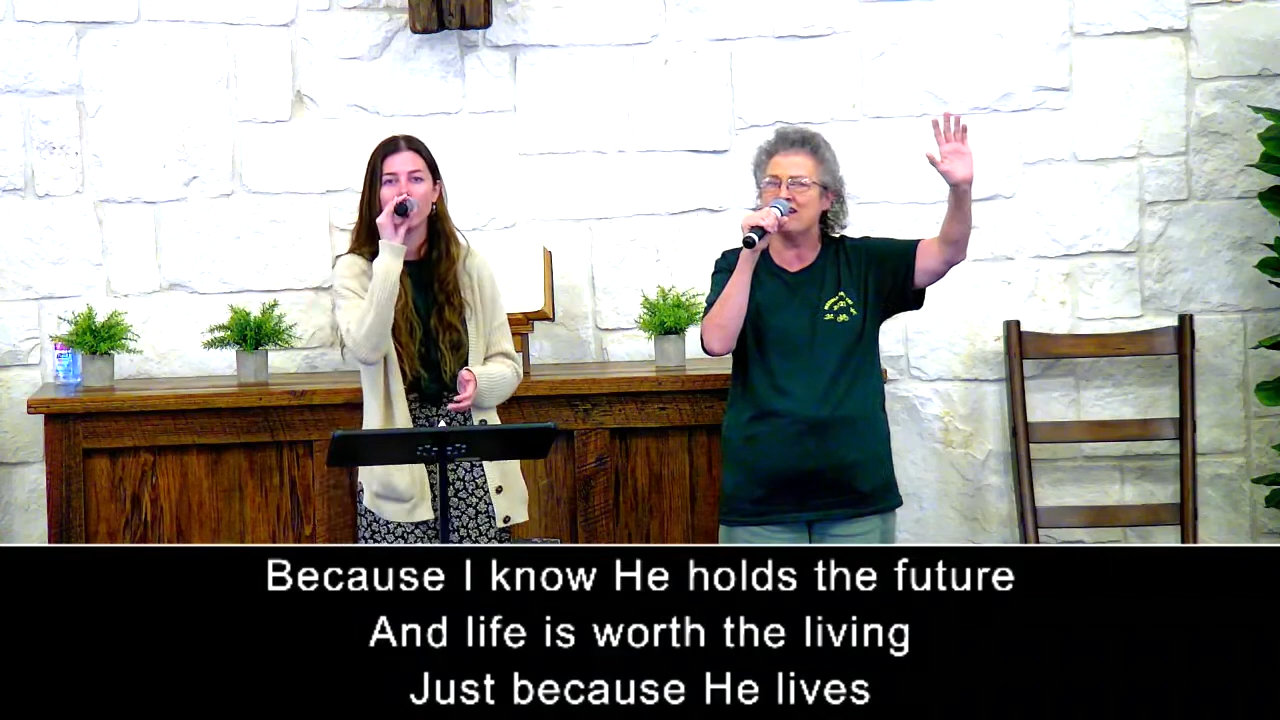 Because I know He holds the future
And life is worth the living
Just because He lives